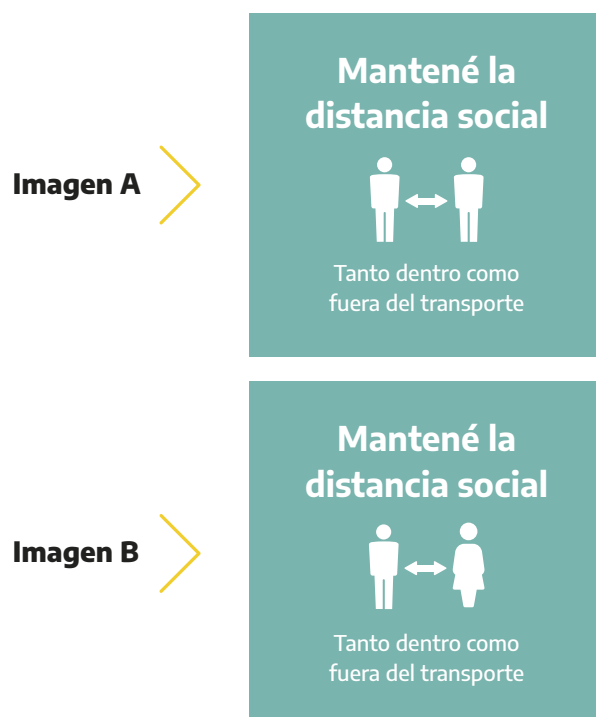 Imagen A
Mantené la
distancia social
Tanto dentro como
fuera del transporte
Imagen B
Mantené la
distancia social
Tanto dentro como
fuera del transporte